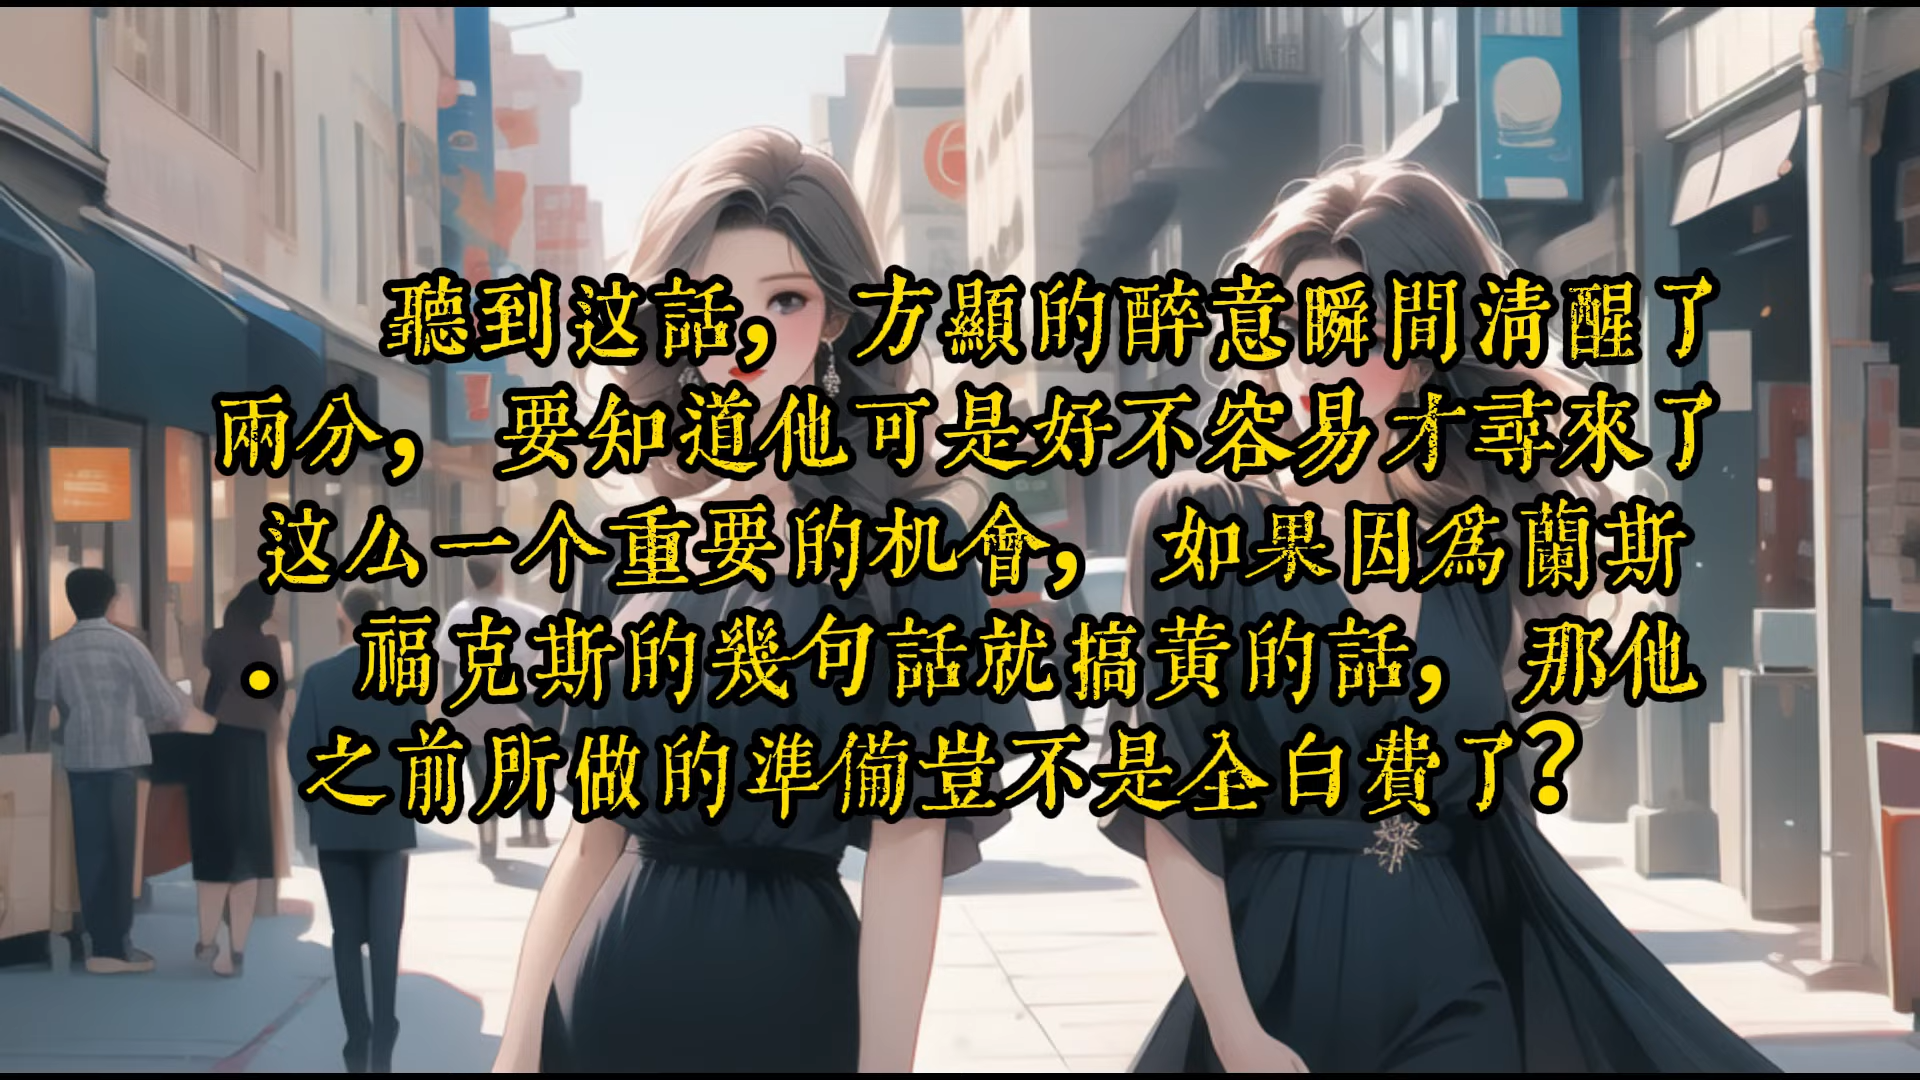 聽到这話，方顯的醉意瞬間清醒了
兩分，要知道他可是好不容易才尋來了
这么一个重要的机會，如果因爲蘭斯
．福克斯的幾句話就搞黄的話，那他
之前所做的準備豈不是全白費了？